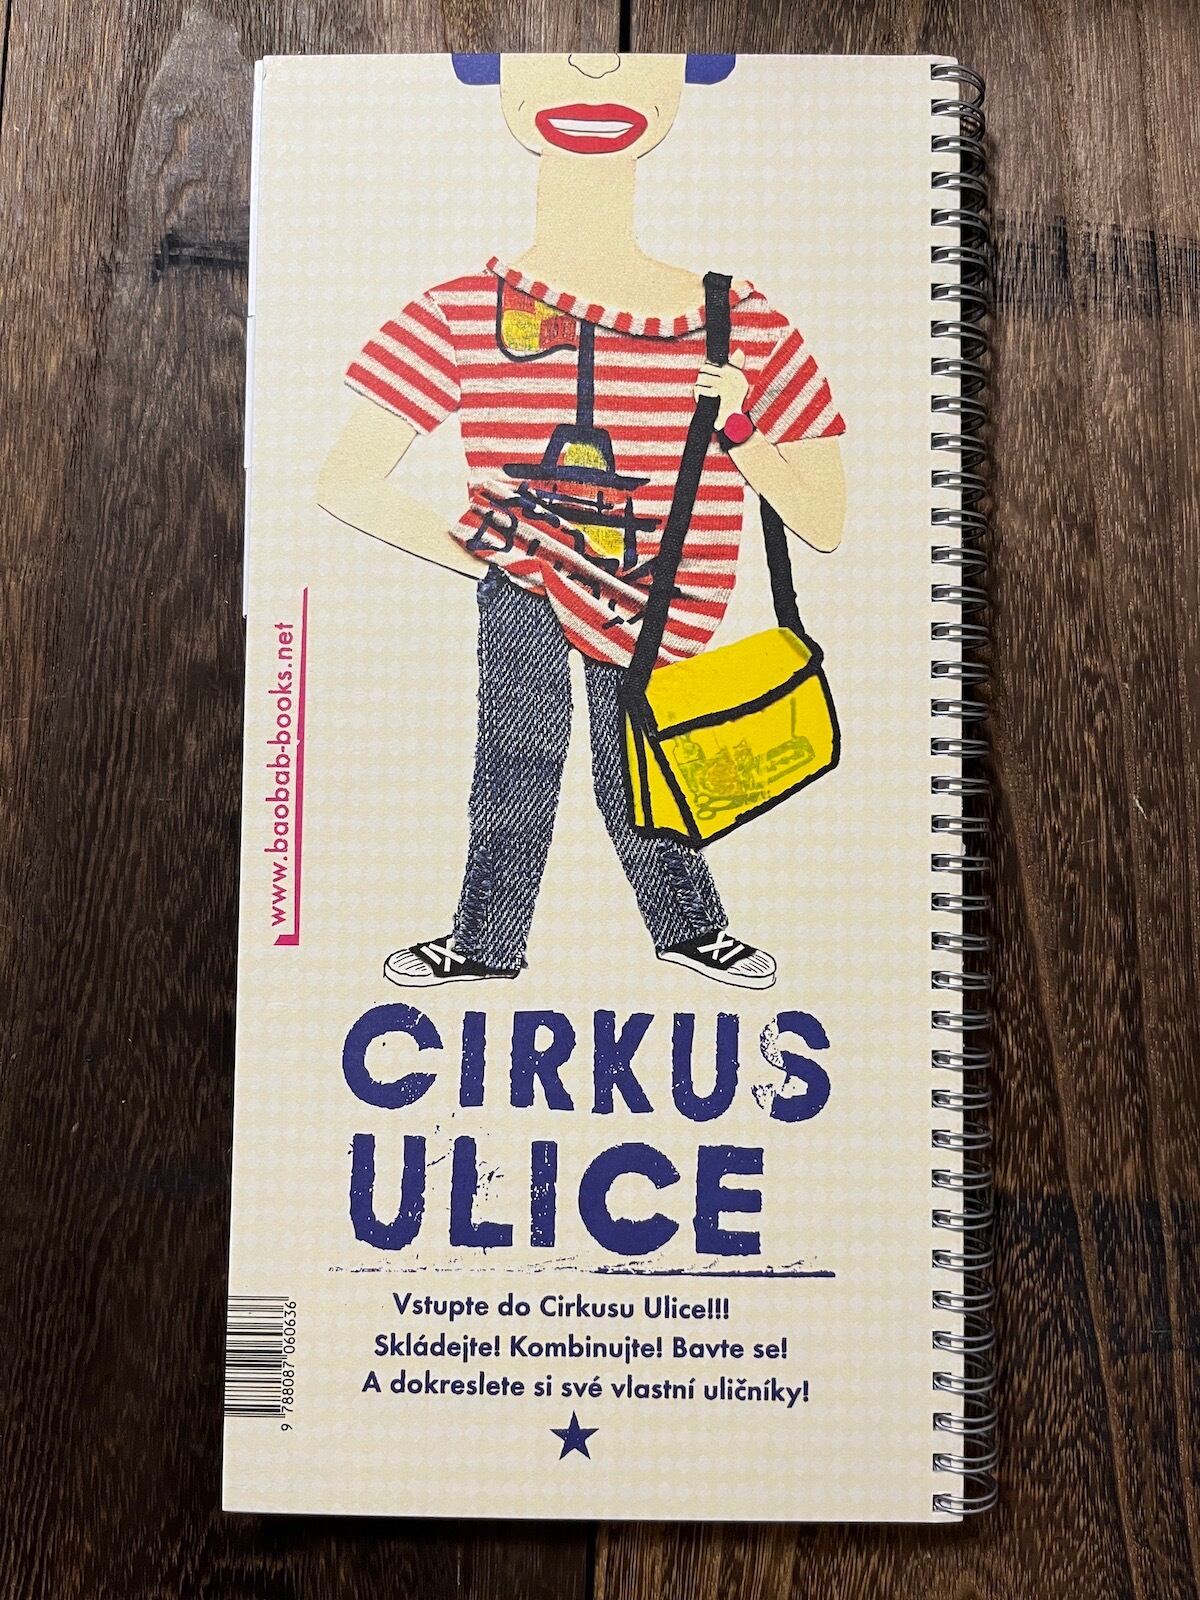 www.baobab-books.net
CIRKUS
ULICE
Vstupte do Cirkusu Ulice!!!
Skládejte! Kombinujte! Bavte se!
A dokreslete si své vlastní uličníky!
9 788087 060636